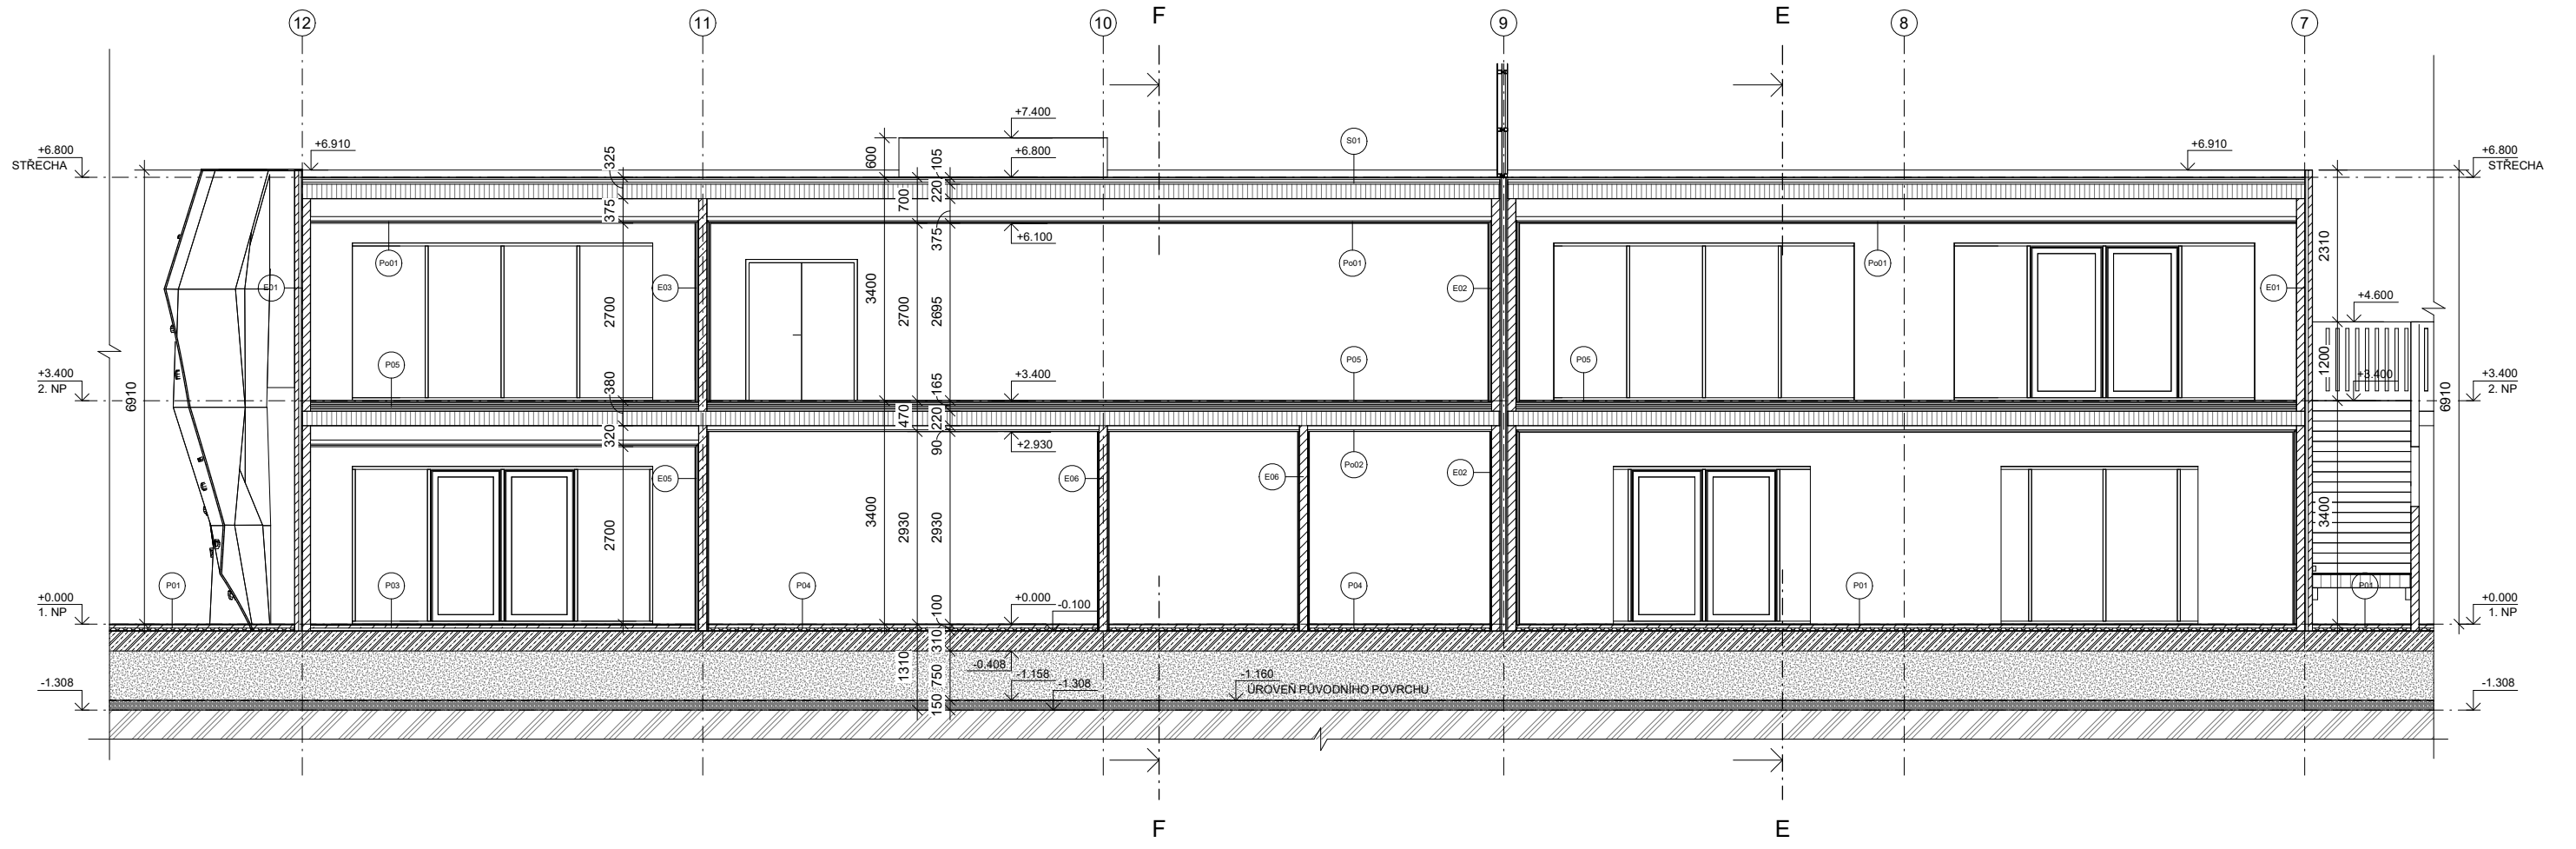 12
11
10
F
9
E
8
7
+7.400
+6.800
STŘECHA
+6.910
325
600
+6.800
105
S01
+6.910
+6.800
STŘECHA
375
700
220
375
+6.100
Po01
Po01
Po01
2310
E01
E03
E02
E01
2700
3400
2700
2695
+4.600
P05
P05
P05
1200
+3.400
2. NP
380
165
+3.400
+3.400
+3.400
2. NP
6910
6910
470
220
320
90
+2.930
Po02
E05
E06
E06
E02
2700
3400
2930
2930
3400
P01
P03
P04
P04
P01
P01
+0.000
1. NP
100
+0.000
-0.100
+0.000
1. NP
310
1310
-0.408
750
-1.158
-1.308
-1.160
ÚROVEŇ PŮVODNÍHO POVRCHU
-1.308
150
-1.308
F
E